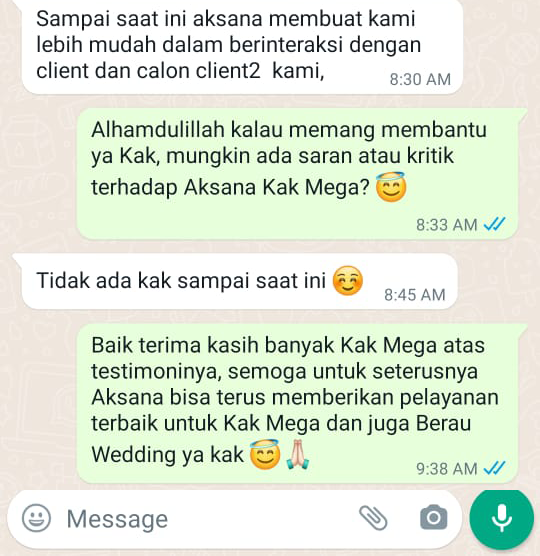 Sampai saat ini aksana membuat kami
lebih mudah dalam berinteraksi dengan
client dan calon client2 kami,
8:30 AM
Alhamdulillah kalau memang membantu
ya Kak, mungkin ada saran atau kritik
terhadap Aksana Kak Mega? 😇
8:33 AM
Tidak ada kak sampai saat ini ☺️
8:45 AM
Baik terima kasih banyak Kak Mega atas
testimoninya, semoga untuk seterusnya
Aksana bisa terus memberikan pelayanan
terbaik untuk Kak Mega dan juga Berau
Wedding ya kak 😇🙏🏻
9:38 AM
Message